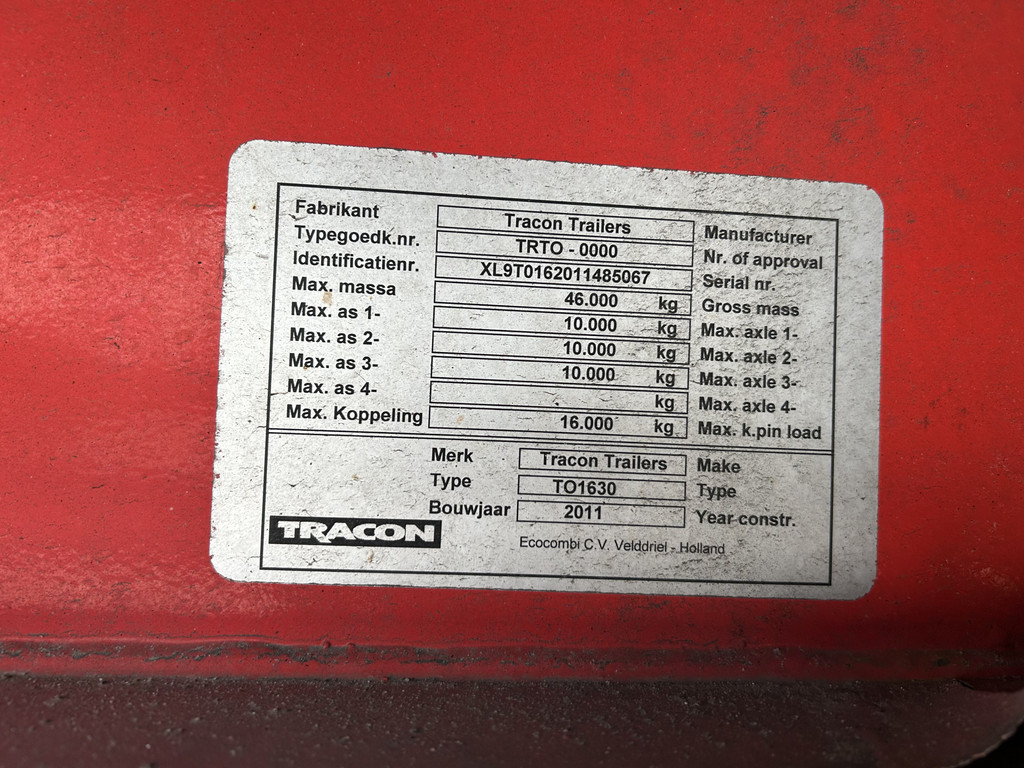 Fabrikant Tracon Trailers Manufacturer
Typegoedk.nr. TRTO - 0000 Nr. of approval
Identificatienr. XL9T0162011485067 Serial nr.
Max. massa 46.000 kg Gross mass
Max. as 1- 10.000 kg Max. axle 1-
Max. as 2- 10.000 kg Max. axle 2-
Max. as 3- 10.000 kg Max. axle 3-
Max. as 4- kg Max. axle 4-
Max. Koppeling 16.000 kg Max. k.pin load
Merk Tracon Trailers Make
Type TO1630 Type
Bouwjaar 2011 Year constr.
TRACON
Ecocombi C.V. Velddriel - Holland